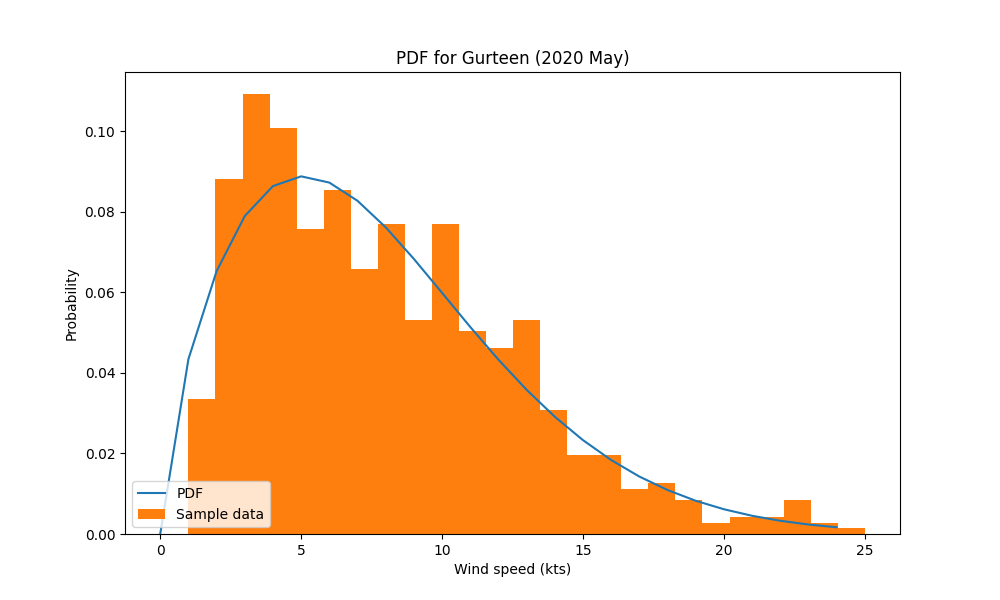 PDF for Gurteen (2020 May)
Probability
0.10
0.08
0.06
0.04
0.02
0.00
PDF
Sample data
0 5 10 15 20 25
Wind speed (kts)